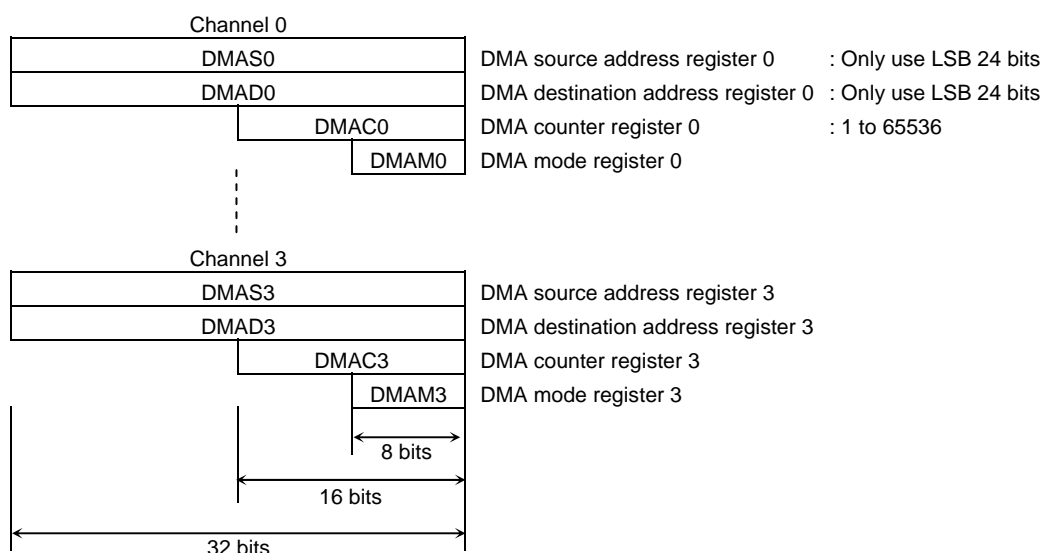 Channel 0
DMAS0 DMA source address register 0 : Only use LSB 24 bits
DMAD0 DMA destination address register 0 : Only use LSB 24 bits
DMAC0 DMA counter register 0 : 1 to 65536
DMAM0 DMA mode register 0
Channel 3
DMAS3 DMA source address register 3
DMAD3 DMA destination address register 3
DMAC3 DMA counter register 3
DMAM3 DMA mode register 3
8 bits
16 bits
32 bits